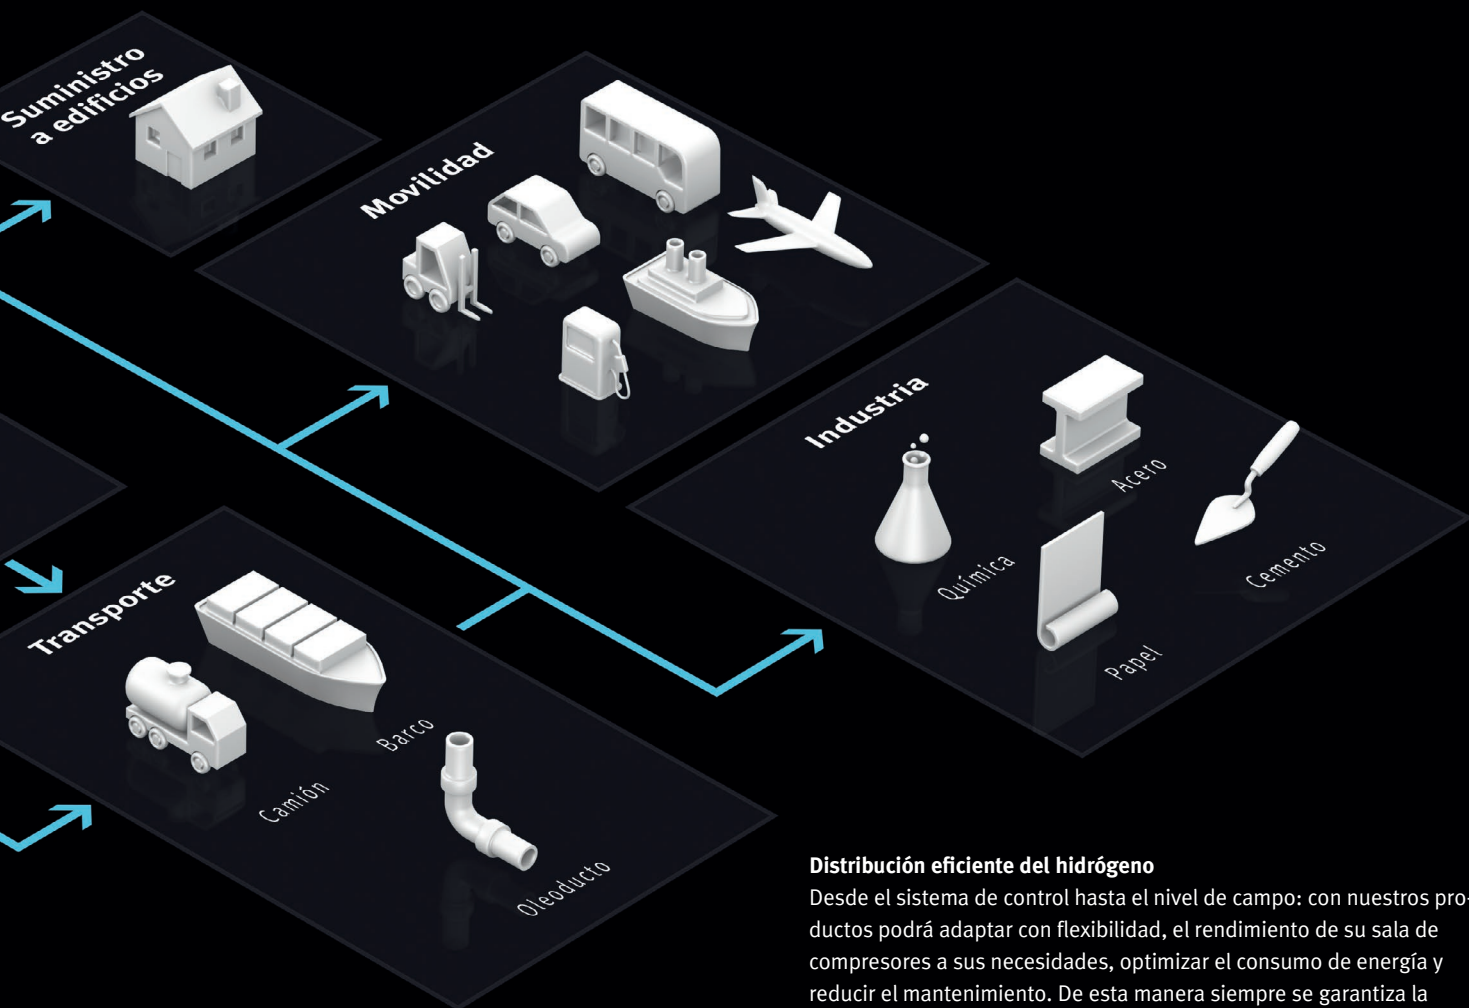 Suministro
a edificios
Movilidad
Industria
Acero
Química
Cemento
Papel
Transporte
Barco
Camión
Oleoducto
Distribución eficiente del hidrógeno
Desde el sistema de control hasta el nivel de campo: con nuestros pro-
ductos podrá adaptar con flexibilidad, el rendimiento de su sala de
compresores a sus necesidades, optimizar el consumo de energía y
reducir el mantenimiento. De esta manera siempre se garantiza la